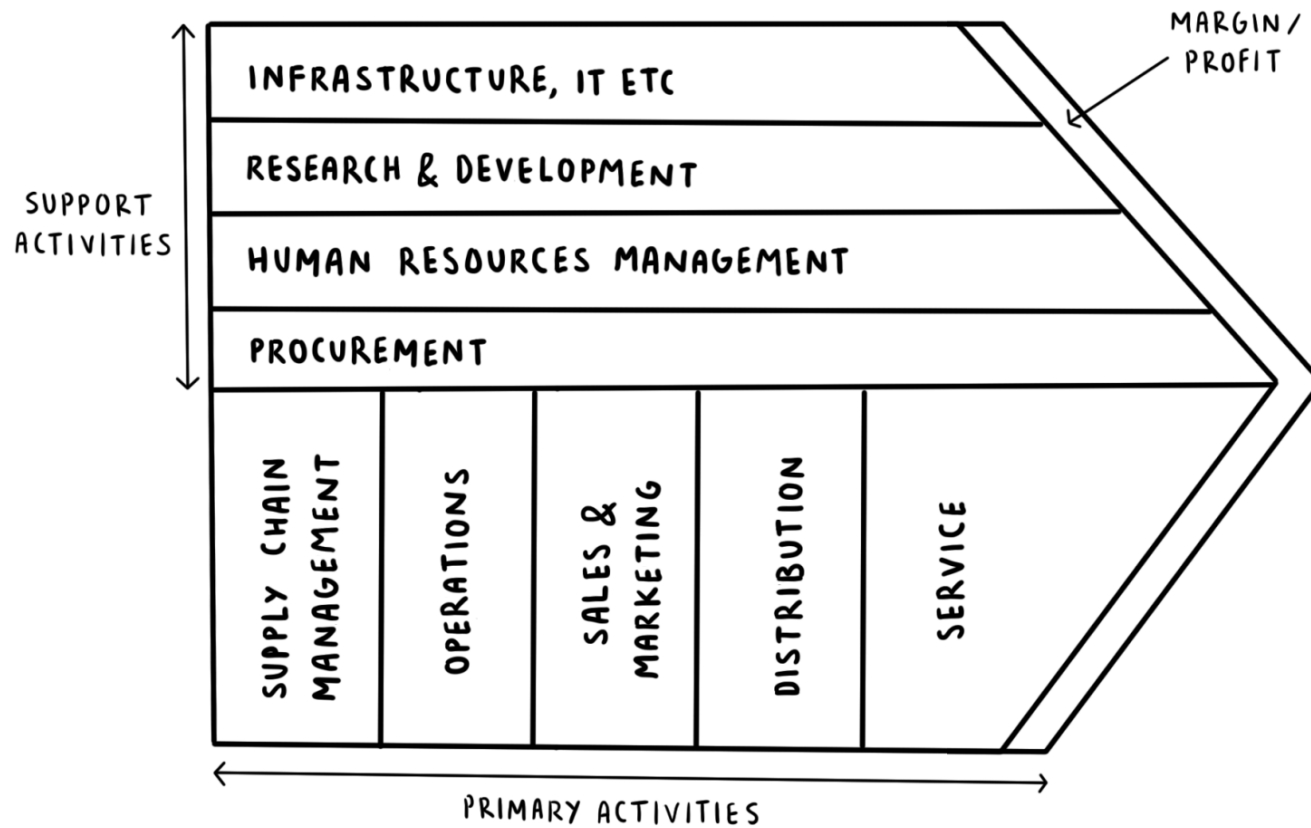 MARGIN/
PROFIT
INFRASTRUCTURE, IT ETC
RESEARCH & DEVELOPMENT
SUPPORT
ACTIVITIES
HUMAN RESOURCES MANAGEMENT
PROCUREMENT
SUPPLY CHAIN
MANAGEMENT
OPERATIONS
SALES &
MARKETING
DISTRIBUTION
SERVICE
PRIMARY ACTIVITIES